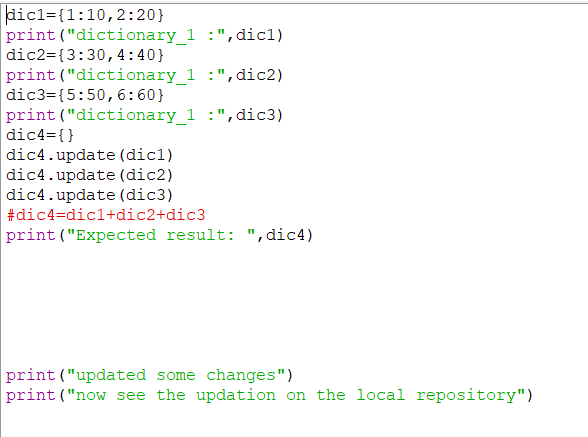 dic1={1:10,2:20}
print("dictionary_1 :",dic1)
dic2={3:30,4:40}
print("dictionary_1 :",dic2)
dic3={5:50,6:60}
print("dictionary_1 :",dic3)
dic4={}
dic4.update(dic1)
dic4.update(dic2)
dic4.update(dic3)
#dic4=dic1+dic2+dic3
print("Expected result: ",dic4)
print("updated some changes")
print("now see the updation on the local repository")